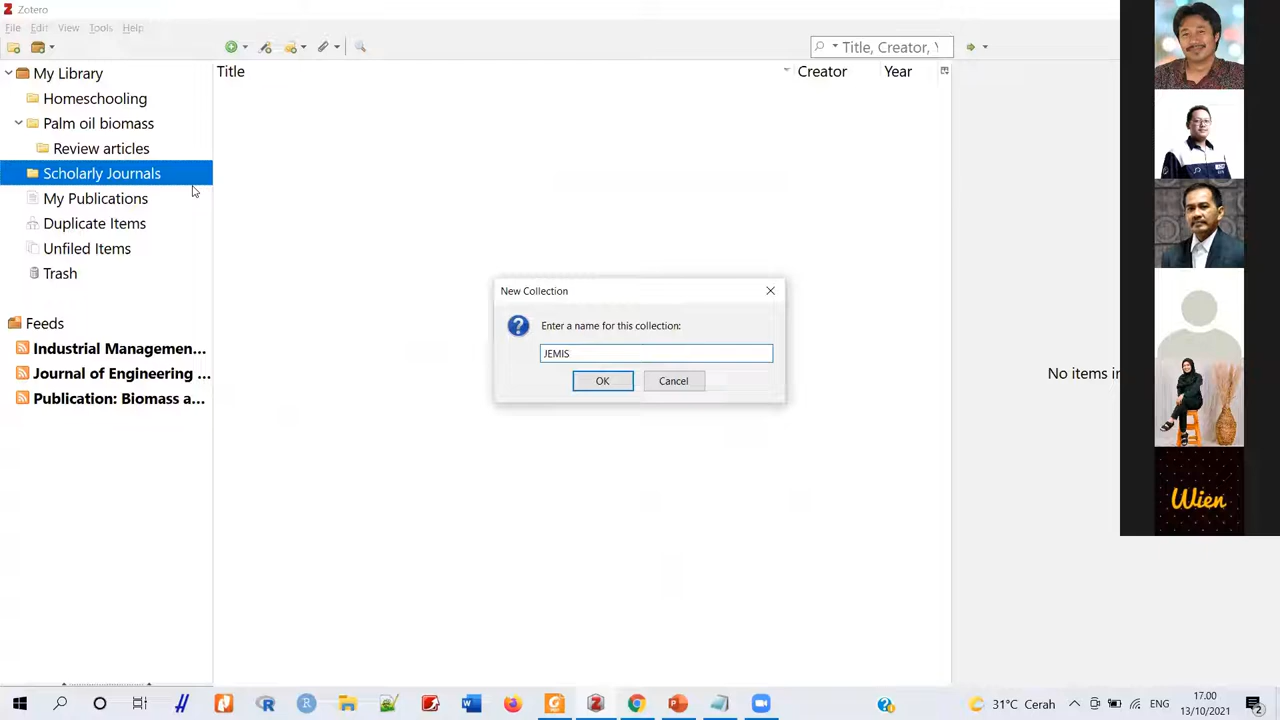 Zotero
File Edit View Tools Help
Title, Creator, Y
My Library
Title Creator Year
Homeschooling
Palm oil biomass
Review articles
Scholarly Journals
My Publications
Duplicate Items
Unfiled Items
Trash
New Collection
Enter a name for this collection:
JEMIS
OK Cancel
Feeds
Industrial Managemen...
Journal of Engineering ...
Publication: Biomass a...
No items in
Wien
31°C Cerah
ENG
17.00
13/10/2021
2